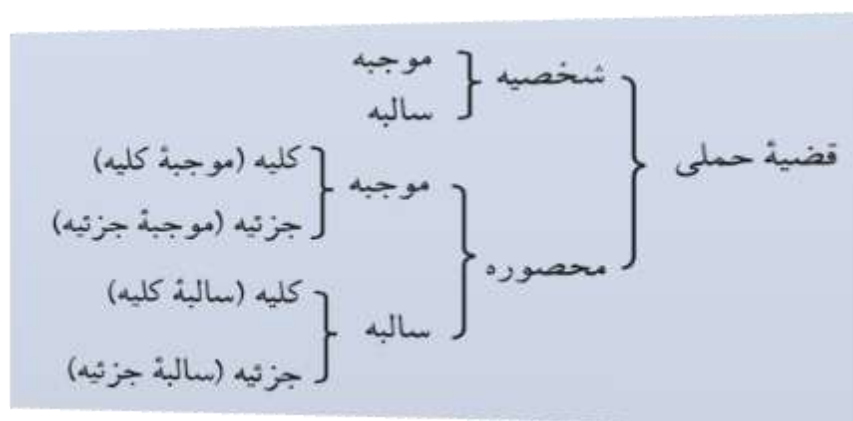 قضیهٔ حملی
شخصیه
موجبه
سالبه
محصوره
موجبه
کلیه (موجبهٔ کلیه)
جزئیه (موجبهٔ جزئیه)
سالبه
کلیه (سالبهٔ کلیه)
جزئیه (سالبهٔ جزئیه)